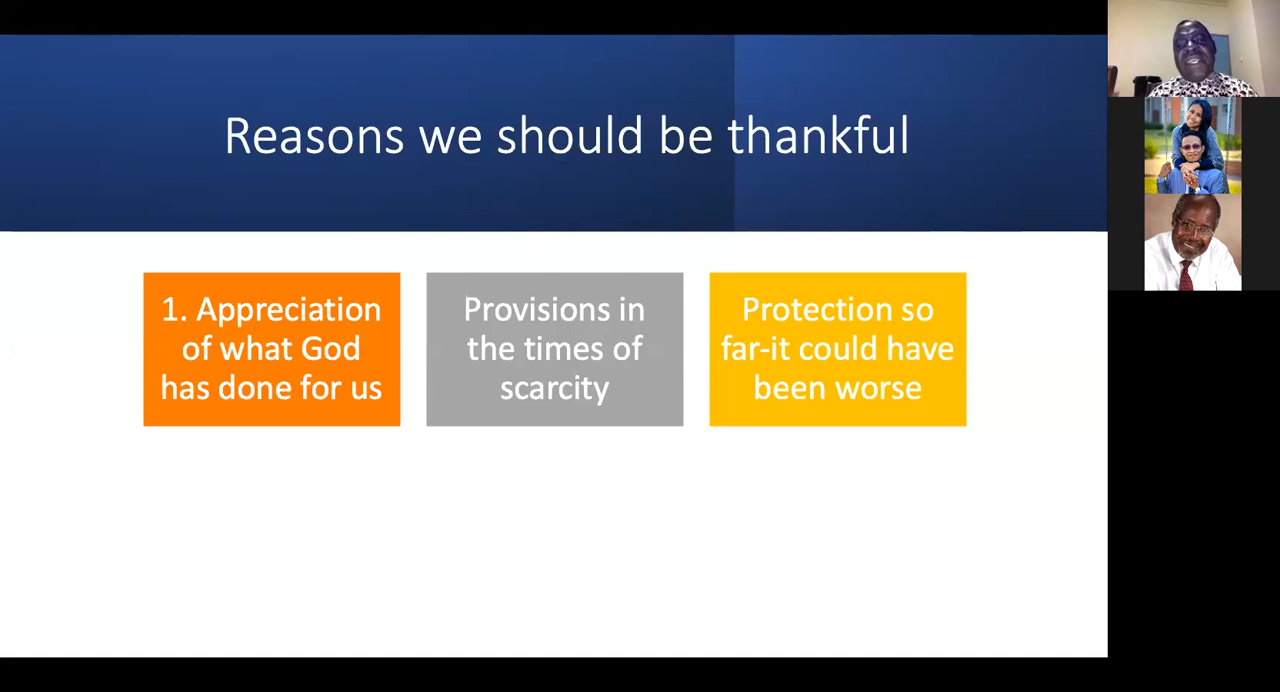 Reasons we should be thankful
1. Appreciation
of what God
has done for us
Provisions in
the times of
scarcity
Protection so
far-it could have
been worse